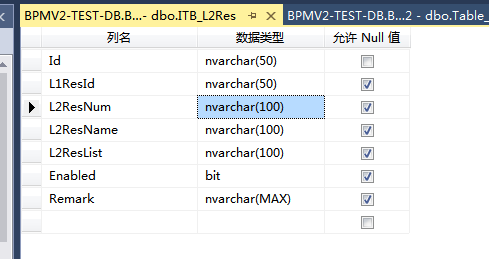 BPMV2-TEST-DB.B...- dbo.ITB_L2Res
BPMV2-TEST-DB.B...2 - dbo.Table_
列名 数据类型 允许 Null 值
Id nvarchar(50)
L1ResId nvarchar(50)
L2ResNum nvarchar(100)
L2ResName nvarchar(100)
L2ResList nvarchar(100)
Enabled bit
Remark nvarchar(MAX)